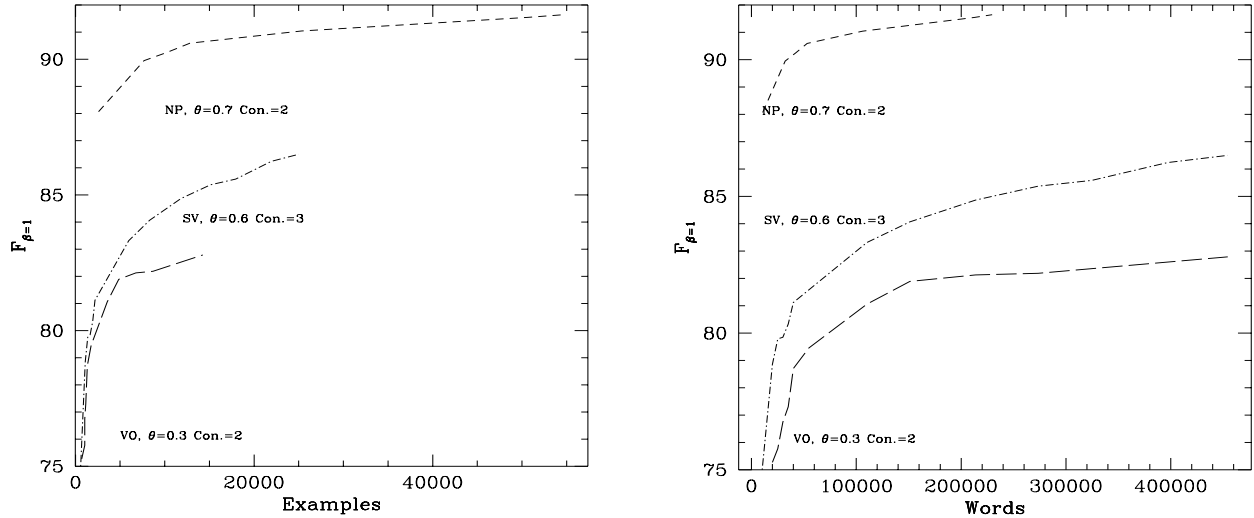 90
85
80
75
F β=1
NP, θ=0.7 Con.=2
SV, θ=0.6 Con.=3
VO, θ=0.3 Con.=2
0 20000 40000
Examples
90
85
80
75
F β=1
NP, θ=0.7 Con.=2
SV, θ=0.6 Con.=3
VO, θ=0.3 Con.=2
0 100000 200000 300000 400000
Words